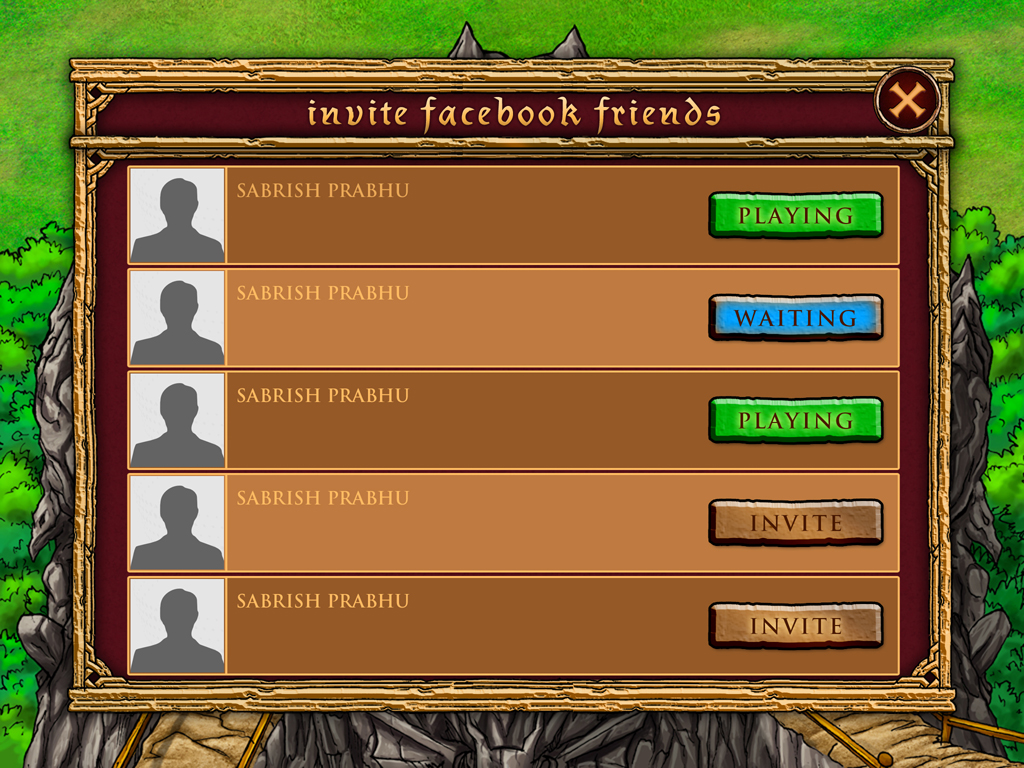 invite facebook friends
SABRISH PRABHU
PLAYING
SABRISH PRABHU
WAITING
SABRISH PRABHU
PLAYING
SABRISH PRABHU
INVITE
SABRISH PRABHU
INVITE